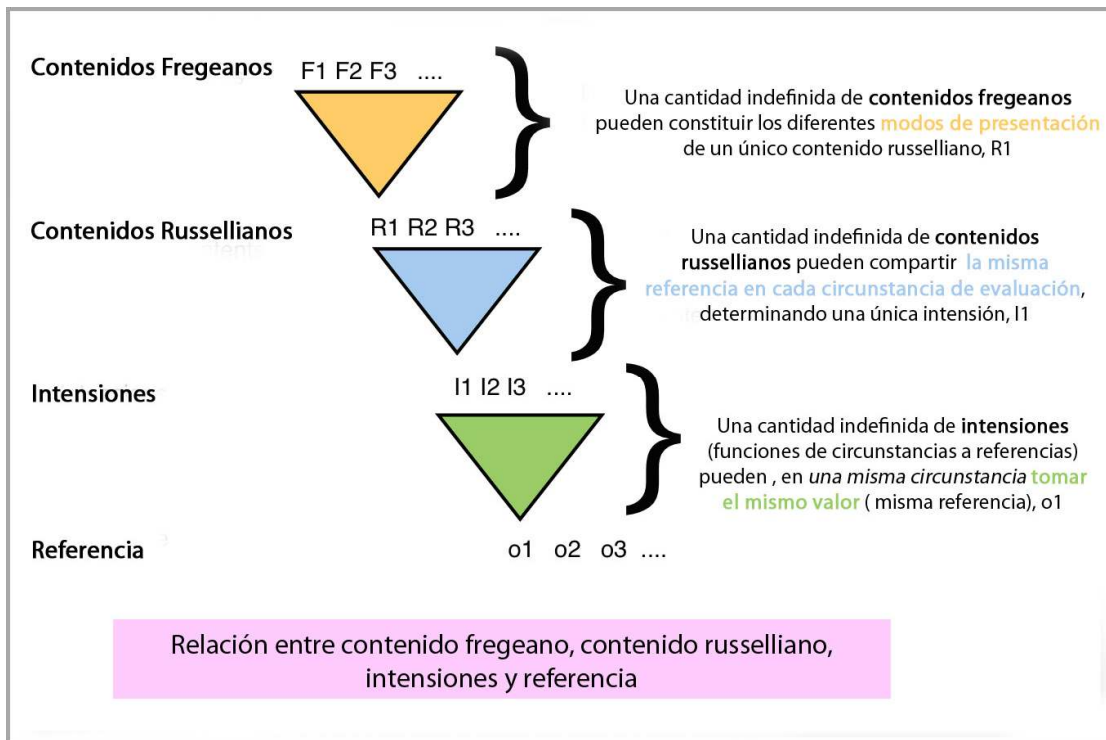 Contenidos Fregeanos F1 F2 F3 ....
Una cantidad indefinida de contenidos fregeanos
pueden constituir los diferentes modos de presentación
de un único contenido russelliano, R1
Contenidos Russellianos R1 R2 R3 ....
Una cantidad indefinida de contenidos
russellianos pueden compartir la misma
referencia en cada circunstancia de evaluación,
determinando una única intensión, I1
Intensiones I1 I2 I3 ....
Una cantidad indefinida de intensiones
(funciones de circunstancias a referencias)
pueden , en una misma circunstancia tomar
el mismo valor ( misma referencia), o1
Referencia o1 o2 o3 ....
Relación entre contenido fregeano, contenido russelliano,
intensiones y referencia